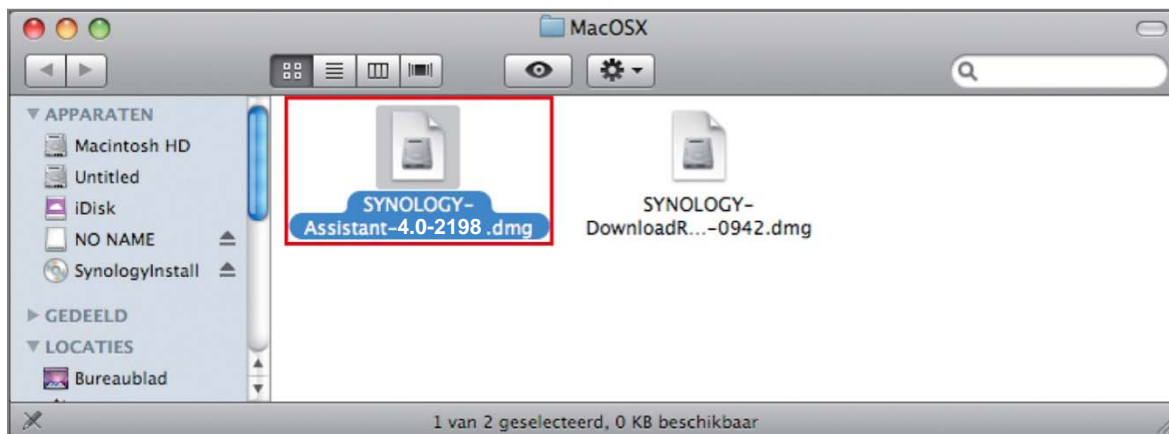 MacOSX
APPARATEN
Macintosh HD
Untitled
iDisk
NO NAME
SynologyInstall
GEDEELD
LOCATIES
Bureaublad
SYNOLOGY-
Assistant-4.0-2198 .dmg
SYNOLOGY-
DownloadR...-0942.dmg
1 van 2 geselecteerd, 0 KB beschikbaar